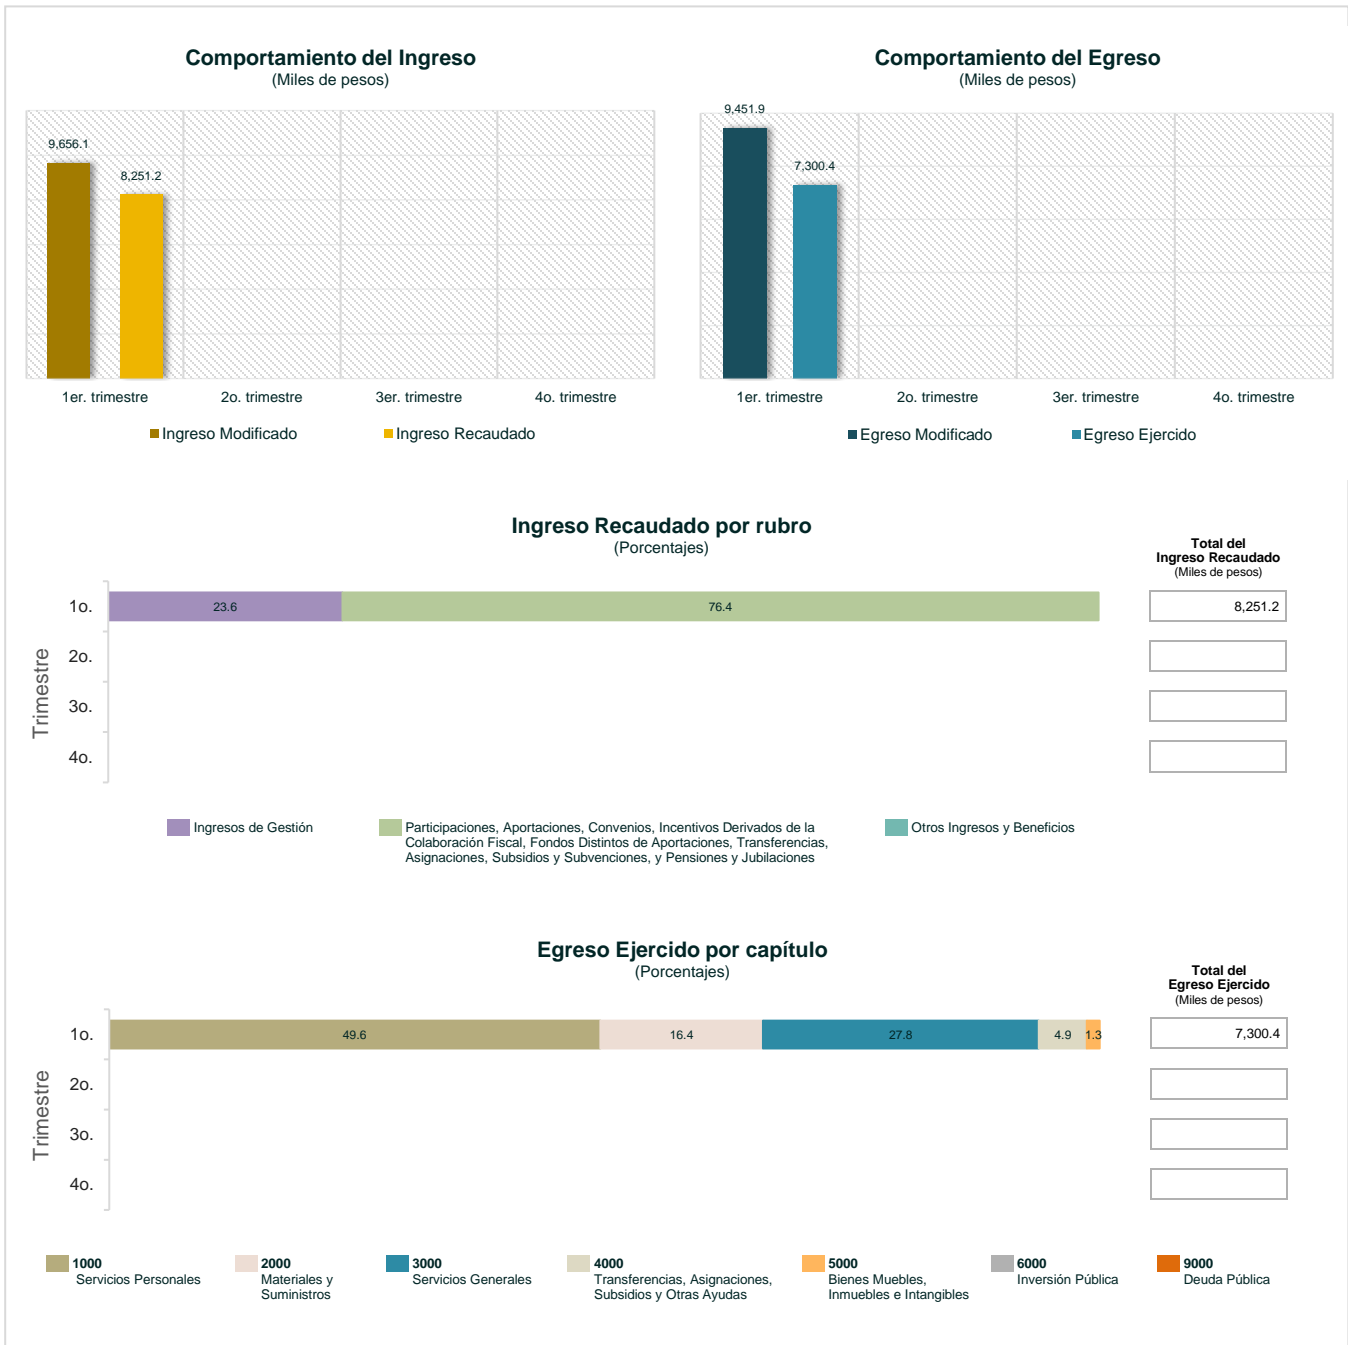 Comportamiento del Ingreso
(Miles de pesos)
9,656.1
8,251.2
1er. trimestre
2o. trimestre
3er. trimestre
4o. trimestre
Ingreso Modificado
Ingreso Recaudado
Comportamiento del Egreso
(Miles de pesos)
9,451.9
7,300.4
1er. trimestre
2o. trimestre
3er. trimestre
4o. trimestre
Egreso Modificado
Egreso Ejercido
Ingreso Recaudado por rubro
(Porcentajes)
Total del
Ingreso Recaudado
(Miles de pesos)
Trimestre
1o.
23.6
76.4
8,251.2
2o.
3o.
4o.
Ingresos de Gestión
Participaciones, Aportaciones, Convenios, Incentivos Derivados de la
Colaboración Fiscal, Fondos Distintos de Aportaciones, Transferencias,
Asignaciones, Subsidios y Subvenciones, y Pensiones y Jubilaciones
Otros Ingresos y Beneficios
Egreso Ejercido por capítulo
(Porcentajes)
Total del
Egreso Ejercido
(Miles de pesos)
Trimestre
1o.
49.6
16.4
27.8
4.9
1.3
7,300.4
2o.
3o.
4o.
1000
Servicios Personales
2000
Materiales y
Suministros
3000
Servicios Generales
4000
Transferencias, Asignaciones,
Subsidios y Otras Ayudas
5000
Bienes Muebles,
Inmuebles e Intangibles
6000
Inversión Pública
9000
Deuda Pública